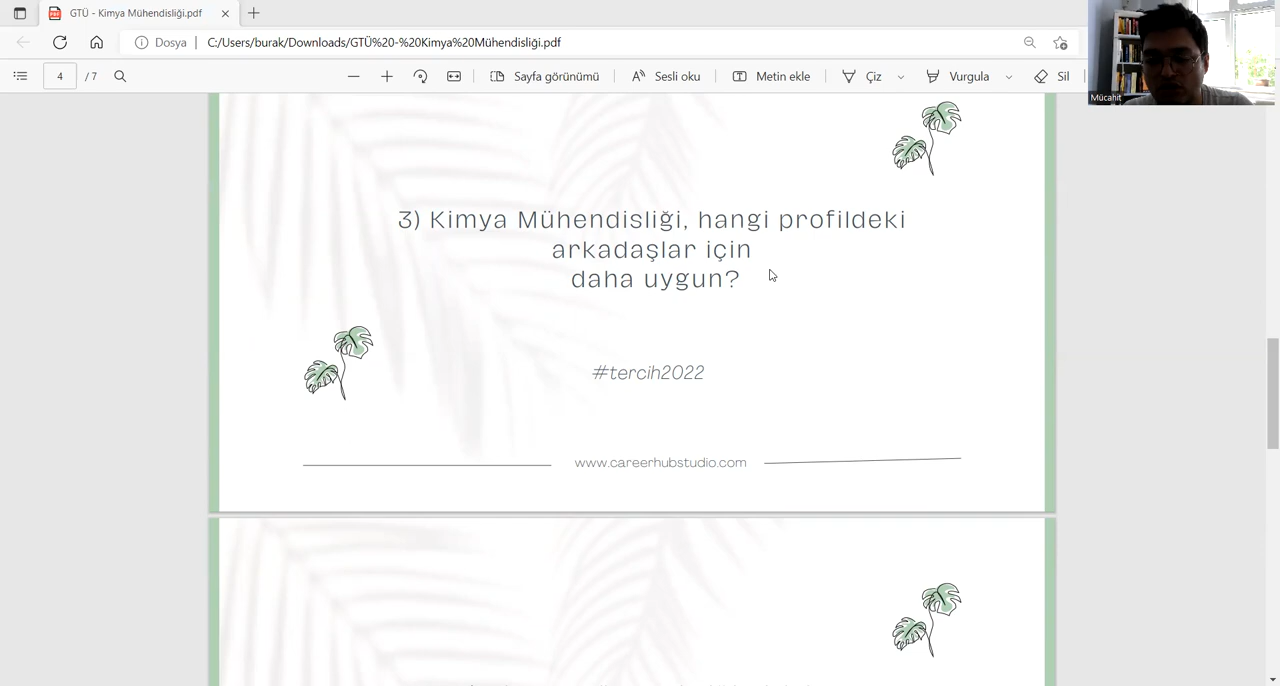 GTÜ - Kimya Mühendisliği.pdf
Dosya
C:/Users/burak/Downloads/GTÜ%20-%20Kimya%20Mühendisliği.pdf
4 / 7
Sayfa görünümü
Sesli oku
Metin ekle
Çiz
Vurgula
Sil
Mücahit
3) Kimya Mühendisliği, hangi profildeki
arkadaşlar için
daha uygun?
#tercih2022
www.careerhubstudio.com